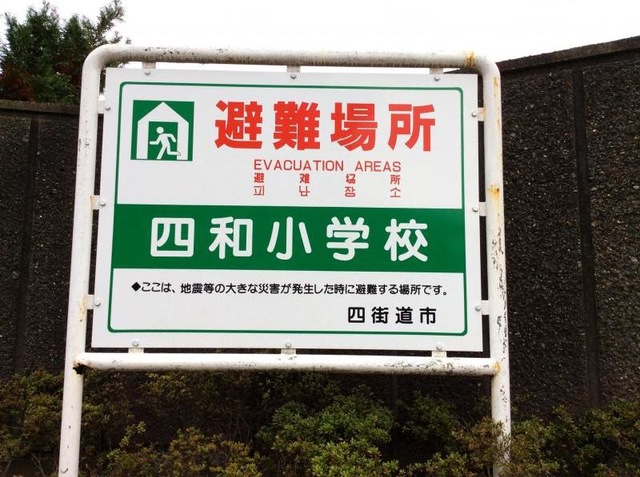 避難場所
EVACUATION AREAS
避難场所
피난장소
四和小学校
◆ここは、地震等の大きな災害が発生した時に避難する場所です。
四街道市